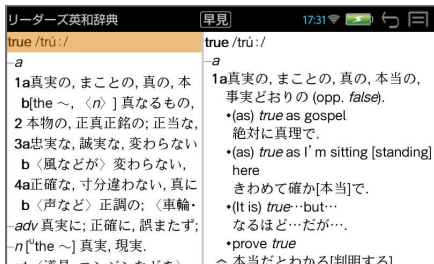 リーダーズ英和辞典
早見
17:31
true /trú:/
–a
1a真実の, まことの, 真の, 本
b[the ～, 〈n〉] 真なるもの,
2 本物の, 正真正銘の; 正当な,
3a忠実な, 誠実な, 変わらない
b〈風などが〉変わらない,
4a正確な, 寸分違わない, 真に
b〈声など〉正調の; 〈車輪・
–adv 真実に; 正確に, 誤またず;
–n [ᵁthe ～] 真実, 現実.
true /trú:/
–a
1a真実の, まことの, 真の, 本当の,
事実どおりの (opp. false).
◆(as) true as gospel
絶対に真理で.
◆(as) true as I'm sitting [standing]
here
きわめて確か[本当]で.
◆(It is) true…but…
なるほど…だが….
◆prove true
本当だとわかる[判明する]